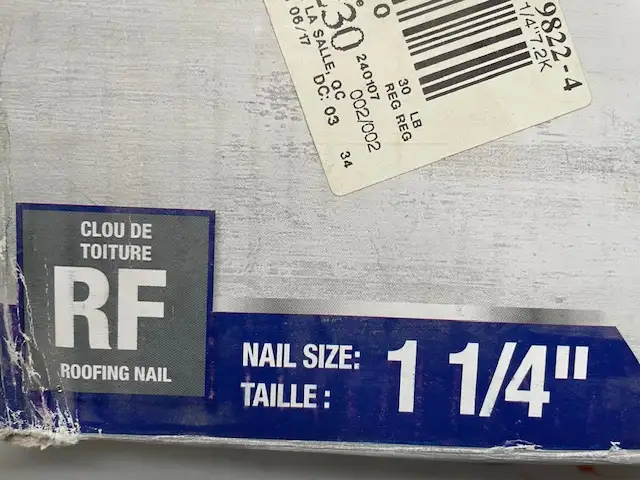 9822-4
1/4"7.2K
30 LB
REG REG
240107
002/002
LA SALLE, QC
06/17
DC: 03
34
CLOU DE
TOITURE
RF
ROOFING NAIL
NAIL SIZE: 1 1/4"
TAILLE :